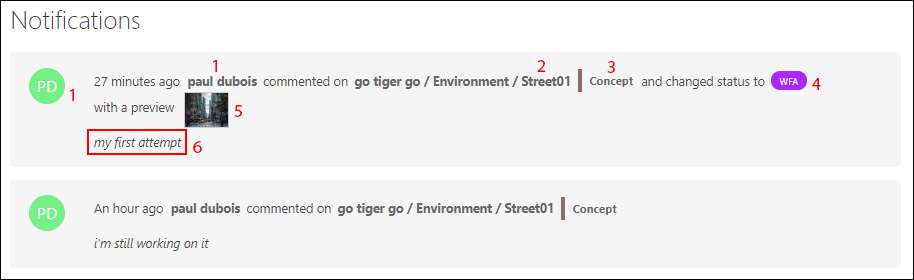 Notifications
1 2 3
PD 1 27 minutes ago paul dubois commented on go tiger go / Environment / Street01 Concept and changed status to WFA 4
with a preview 5
my first attempt 6
PD An hour ago paul dubois commented on go tiger go / Environment / Street01 Concept
i'm still working on it